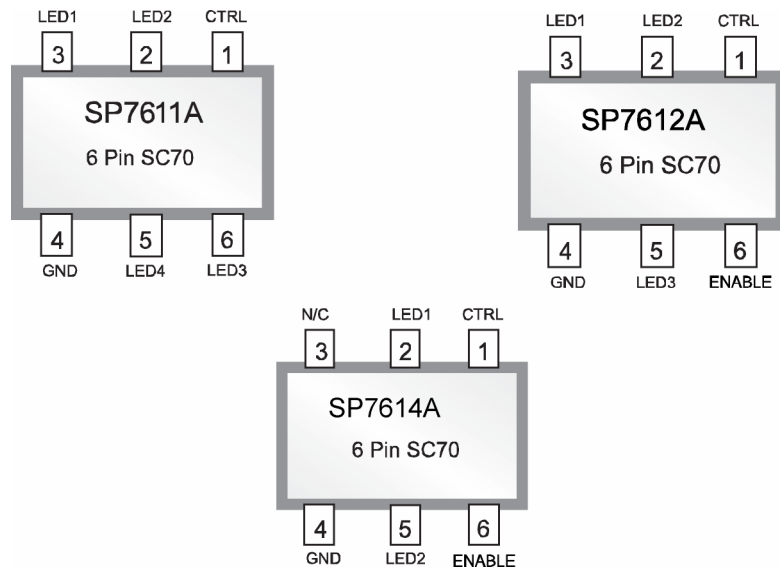 LED1 LED2 CTRL
3 2 1
SP7611A
6 Pin SC70
4 5 6
GND LED4 LED3
LED1 LED2 CTRL
3 2 1
SP7612A
6 Pin SC70
4 5 6
GND LED3 ENABLE
N/C LED1 CTRL
3 2 1
SP7614A
6 Pin SC70
4 5 6
GND LED2 ENABLE